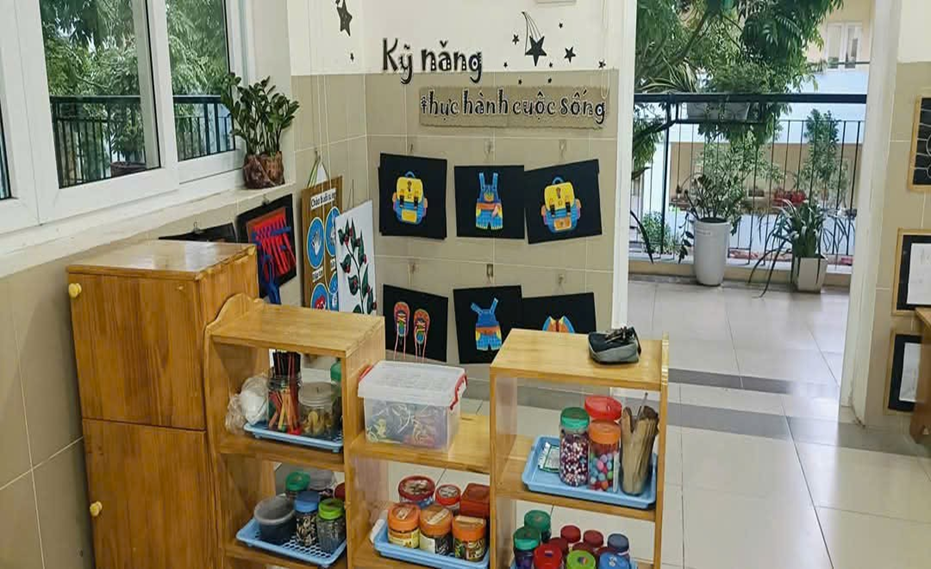 Kỹ năng
thực hành cuộc sống